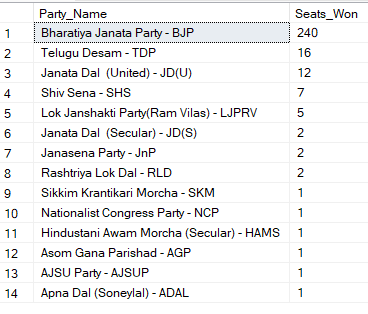 Party_Name Seats_Won
1 Bharatiya Janata Party - BJP 240
2 Telugu Desam - TDP 16
3 Janata Dal  (United) - JD(U) 12
4 Shiv Sena - SHS 7
5 Lok Janshakti Party(Ram Vilas) - LJPRV 5
6 Janata Dal  (Secular) - JD(S) 2
7 Janasena Party - JnP 2
8 Rashtriya Lok Dal - RLD 2
9 Sikkim Krantikari Morcha - SKM 1
10 Nationalist Congress Party - NCP 1
11 Hindustani Awam Morcha (Secular) - HAMS 1
12 Asom Gana Parishad - AGP 1
13 AJSU Party - AJSUP 1
14 Apna Dal (Soneylal) - ADAL 1